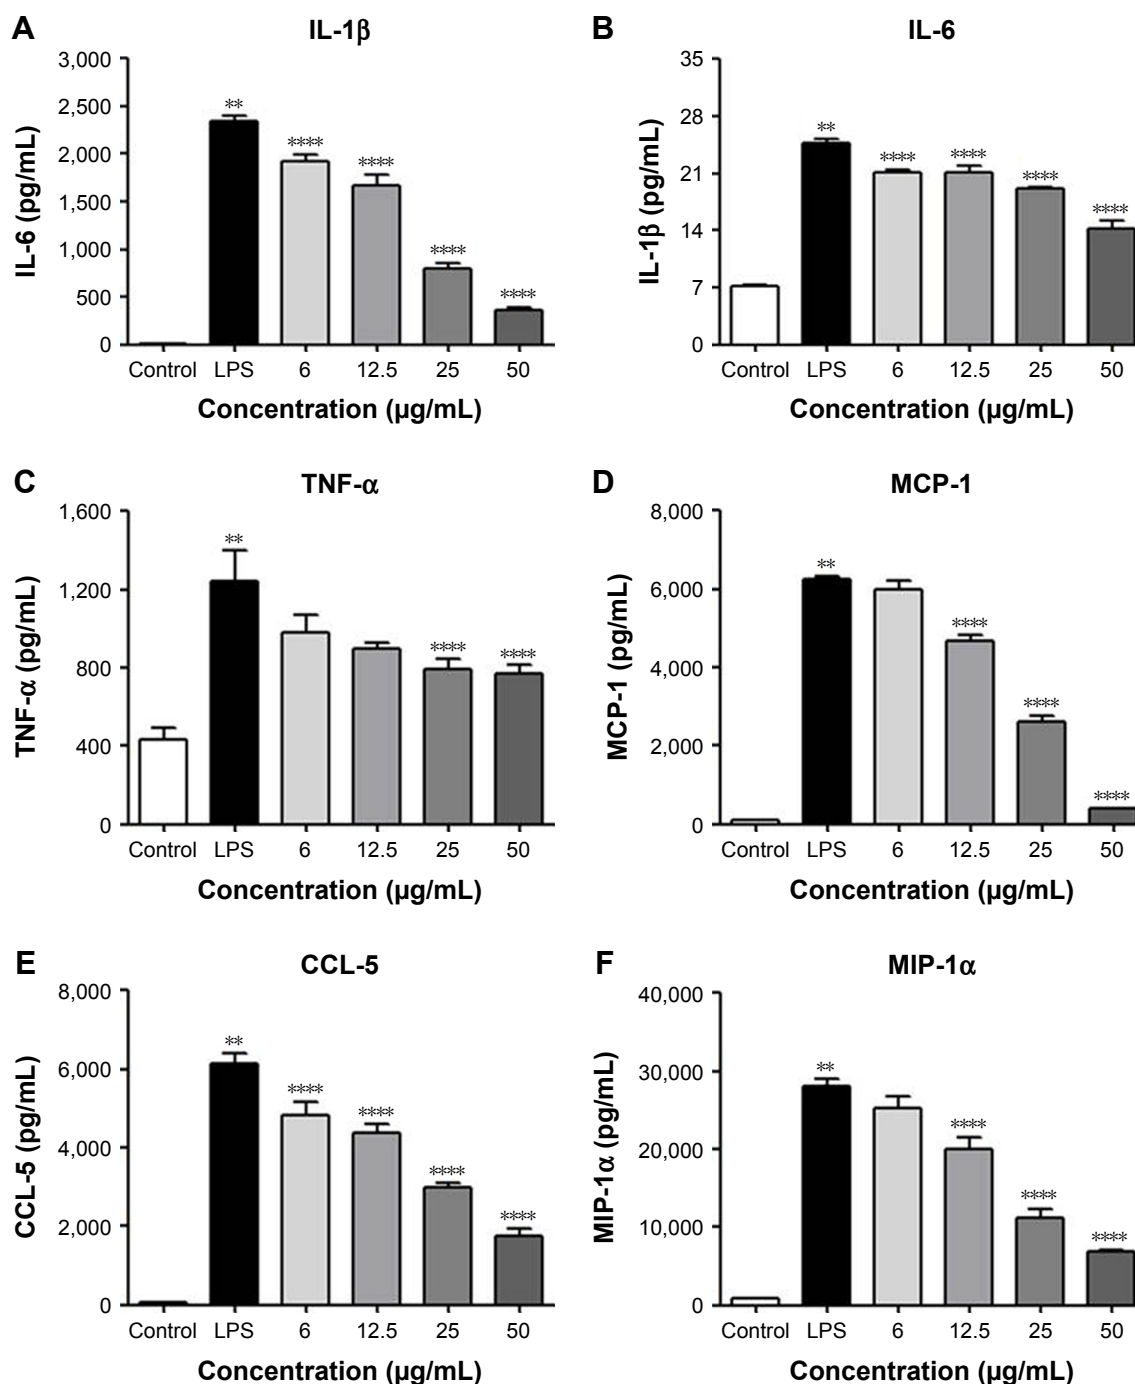 A
IL-1β
IL-6 (pg/mL)
3,000
2,500
2,000
1,500
1,000
500
0
**
****
****
****
****
Control LPS 6 12.5 25 50
Concentration (μg/mL)
B
IL-6
IL-1β (pg/mL)
35
28
21
14
7
0
**
****
****
****
****
Control LPS 6 12.5 25 50
Concentration (μg/mL)
C
TNF-α
TNF-α (pg/mL)
1,600
1,200
800
400
0
**
****
****
Control LPS 6 12.5 25 50
Concentration (μg/mL)
D
MCP-1
MCP-1 (pg/mL)
8,000
6,000
4,000
2,000
0
**
****
****
****
Control LPS 6 12.5 25 50
Concentration (μg/mL)
E
CCL-5
CCL-5 (pg/mL)
8,000
6,000
4,000
2,000
0
**
****
****
****
****
Control LPS 6 12.5 25 50
Concentration (μg/mL)
F
MIP-1α
MIP-1α (pg/mL)
40,000
30,000
20,000
10,000
0
**
****
****
****
Control LPS 6 12.5 25 50
Concentration (μg/mL)